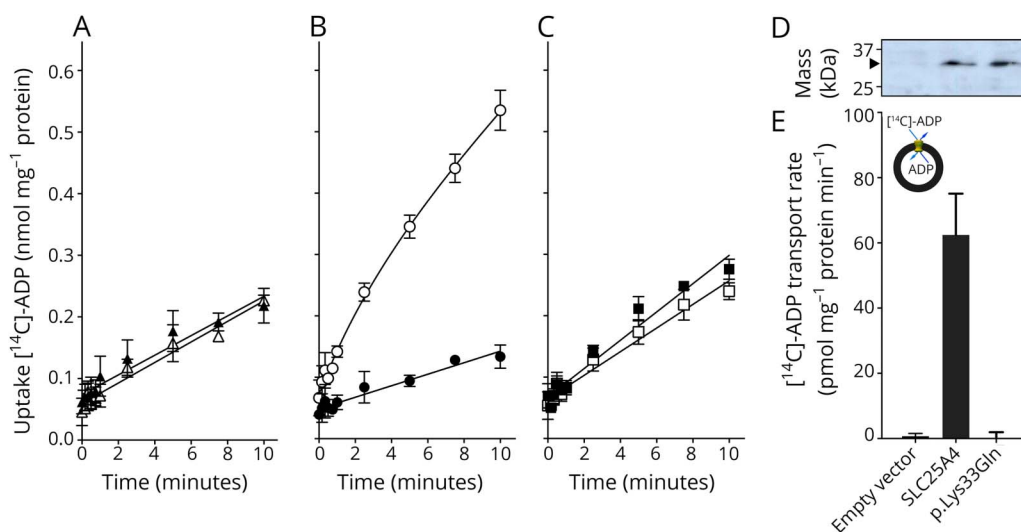 A
B
C
D
E
Uptake [¹⁴C]-ADP (nmol mg⁻¹ protein)
0.6
0.5
0.4
0.3
0.2
0.1
0.0
0 2 4 6 8 10
Time (minutes)
0 2 4 6 8 10
Time (minutes)
0 2 4 6 8 10
Time (minutes)
Mass
(kDa)
37
25
[¹⁴C]-ADP transport rate
(pmol mg⁻¹ protein min⁻¹)
100
80
60
40
20
0
[¹⁴C]-ADP
ADP
Empty vector
SLC25A4
p.Lys33Gln